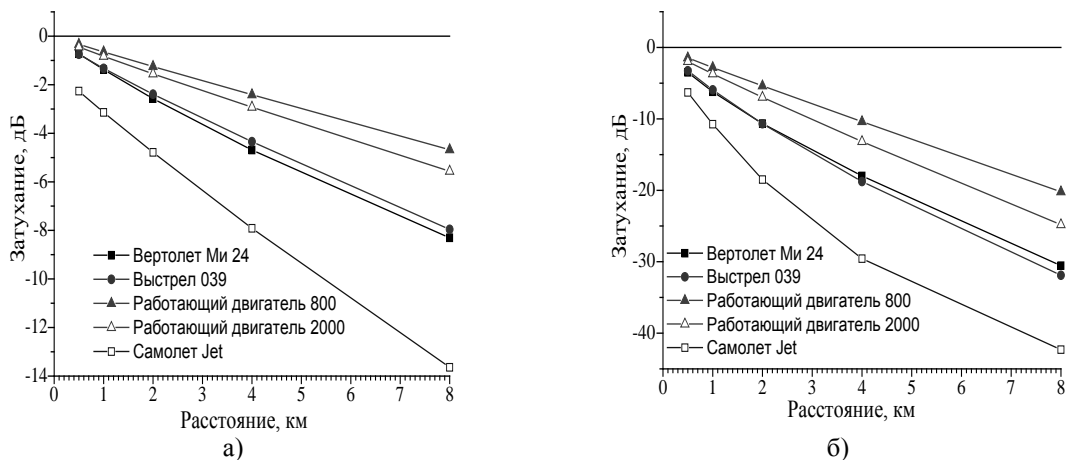 0
-2
-4
-6
-8
-10
-12
-14
Затухание, дБ
Вертолет Ми 24
Выстрел 039
Работающий двигатель 800
Работающий двигатель 2000
Самолет Jet
0 1 2 3 4 5 6 7 8
Расстояние, км
а)
0
-10
-20
-30
-40
Затухание, дБ
Вертолет Ми 24
Выстрел 039
Работающий двигатель 800
Работающий двигатель 2000
Самолет Jet
0 1 2 3 4 5 6 7 8
Расстояние, км
б)